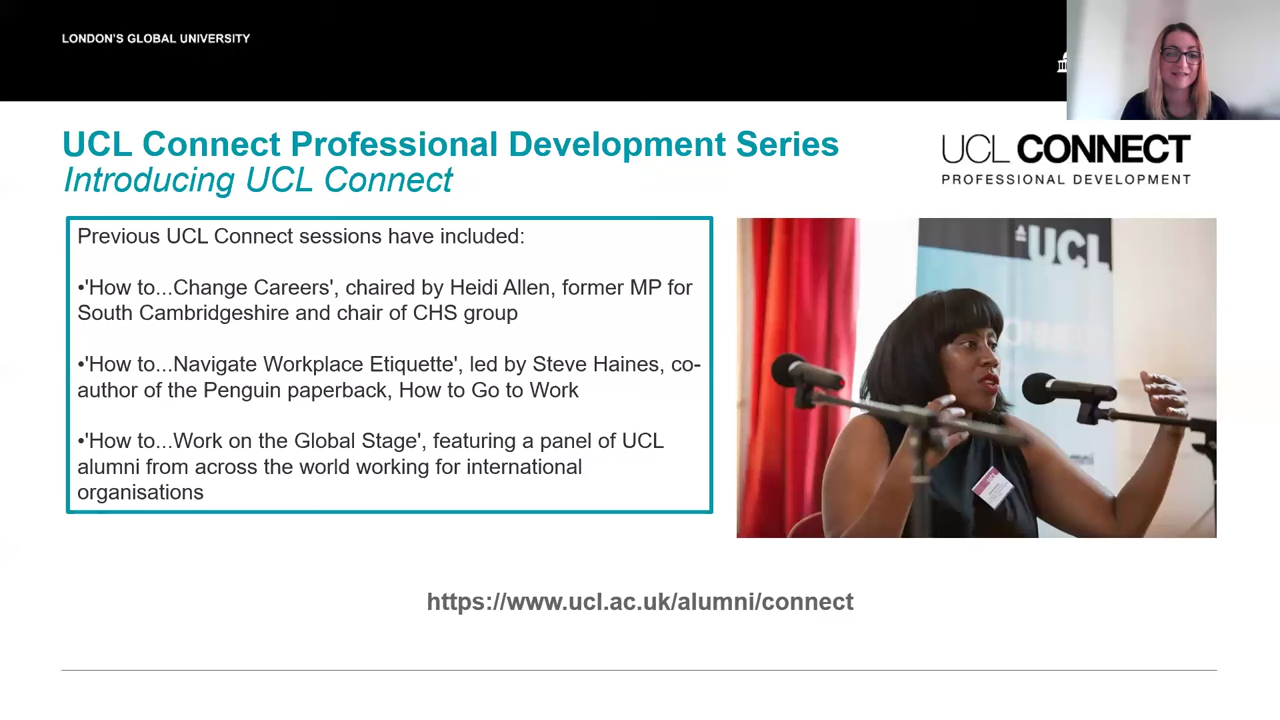 LONDON'S GLOBAL UNIVERSITY
UCL Connect Professional Development Series
Introducing UCL Connect
UCL CONNECT
PROFESSIONAL DEVELOPMENT
Previous UCL Connect sessions have included:
•'How to...Change Careers', chaired by Heidi Allen, former MP for
South Cambridgeshire and chair of CHS group
•'How to...Navigate Workplace Etiquette', led by Steve Haines, co-
author of the Penguin paperback, How to Go to Work
•'How to...Work on the Global Stage', featuring a panel of UCL
alumni from across the world working for international
organisations
UCL
https://www.ucl.ac.uk/alumni/connect